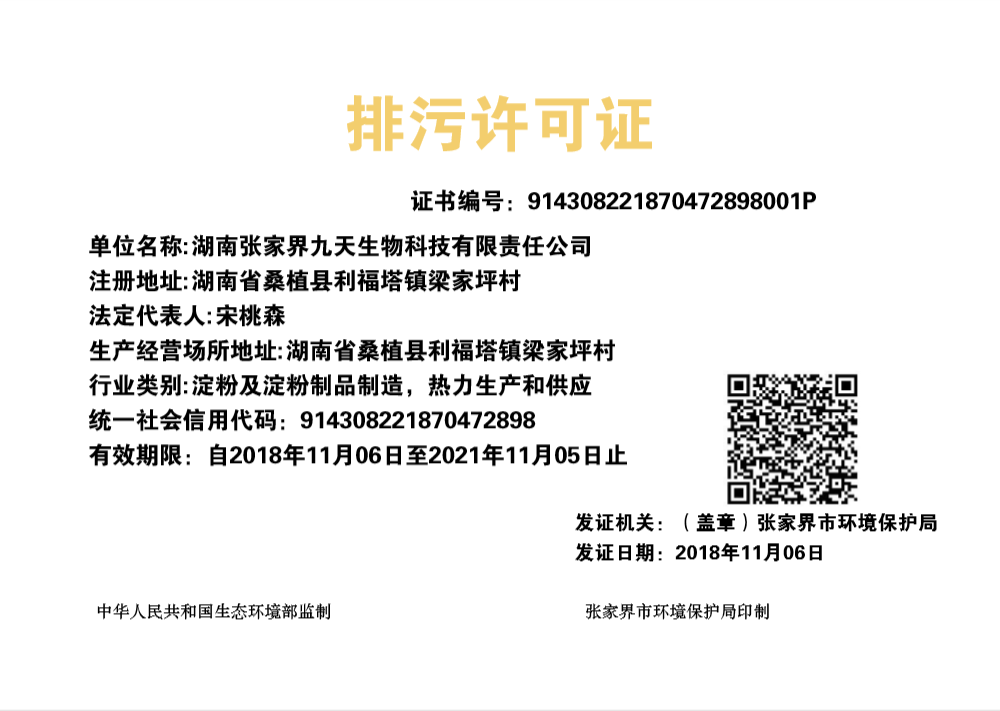 排污许可证
证书编号：914308221870472898001P
单位名称:湖南张家界九天生物科技有限责任公司
注册地址:湖南省桑植县利福塔镇梁家坪村
法定代表人:宋桃森
生产经营场所地址:湖南省桑植县利福塔镇梁家坪村
行业类别:淀粉及淀粉制品制造，热力生产和供应
统一社会信用代码：914308221870472898
有效期限：自2018年11月06日至2021年11月05日止
发证机关：（盖章）张家界市环境保护局
发证日期：2018年11月06日
中华人民共和国生态环境部监制
张家界市环境保护局印制